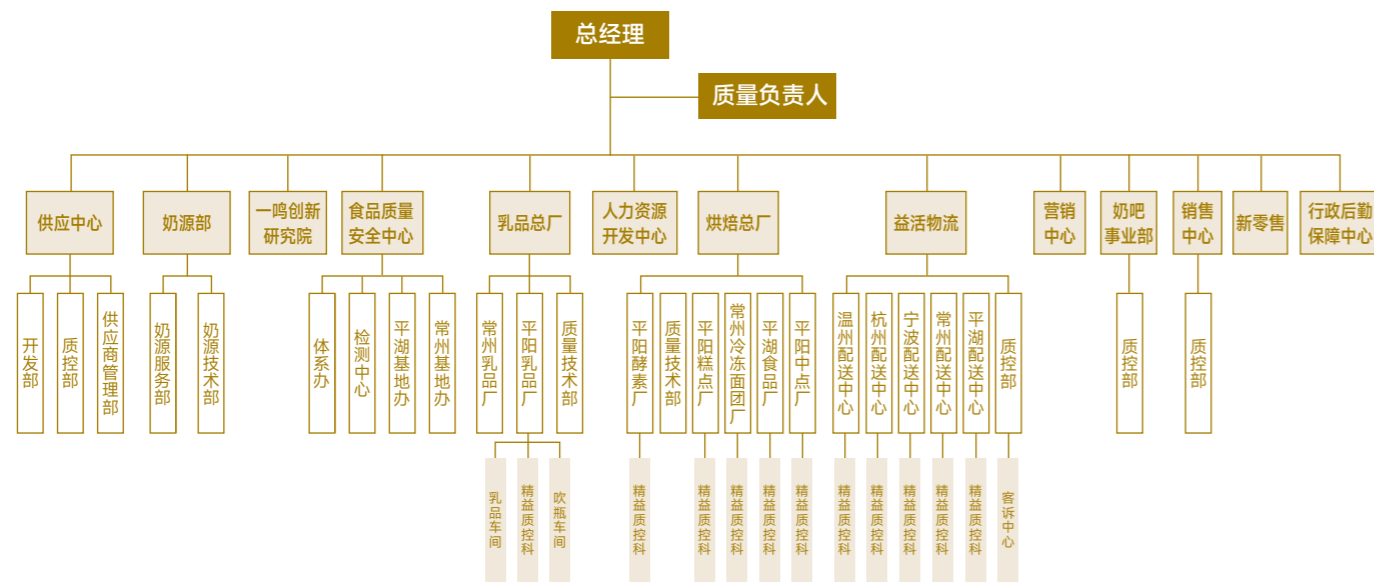 总经理
质量负责人
供应中心
奶源部
一鸣创新
研究院
食品质量
安全中心
乳品总厂
人力资源
开发中心
烘焙总厂
益活物流
营销
中心
奶吧
事业部
销售
中心
新零售
行政后勤
保障中心
开发部
质控部
供应商管理部
奶源服务部
奶源技术部
体系办
检测中心
平湖基地办
常州基地办
常州乳品厂
平阳乳品厂
质量技术部
平阳酵素厂
质量技术部
平阳糕点厂
常州冷冻面团厂
平湖食品厂
平阳中点厂
温州配送中心
杭州配送中心
宁波配送中心
常州配送中心
平湖配送中心
质控部
质控部
质控部
乳品车间
精益质控科
吹瓶车间
精益质控科
精益质控科
精益质控科
精益质控科
精益质控科
精益质控科
精益质控科
精益质控科
精益质控科
精益质控科
客诉中心